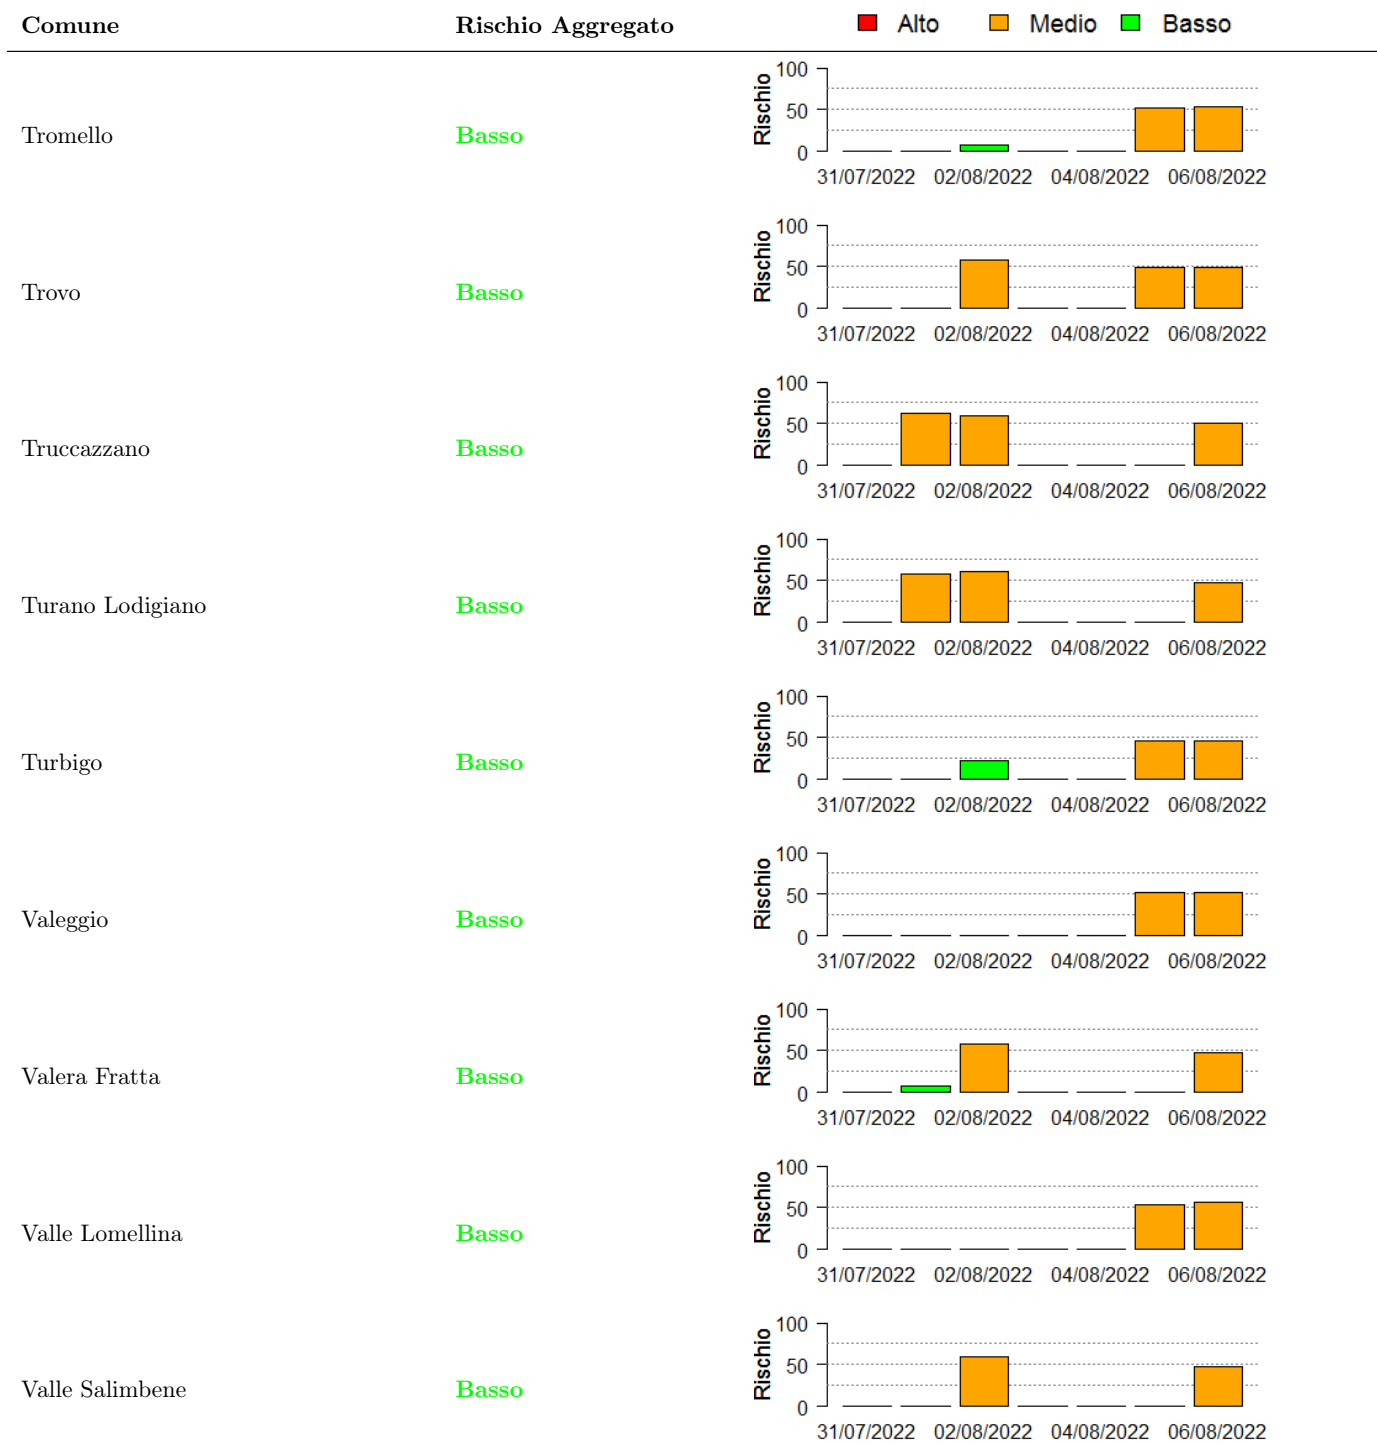 Comune Rischio Aggregato Alto Medio Basso
Tromello Basso Rischio 100 50 0
31/07/2022 02/08/2022 04/08/2022 06/08/2022
Trovo Basso Rischio 100 50 0
31/07/2022 02/08/2022 04/08/2022 06/08/2022
Truccazzano Basso Rischio 100 50 0
31/07/2022 02/08/2022 04/08/2022 06/08/2022
Turano Lodigiano Basso Rischio 100 50 0
31/07/2022 02/08/2022 04/08/2022 06/08/2022
Turbigo Basso Rischio 100 50 0
31/07/2022 02/08/2022 04/08/2022 06/08/2022
Valeggio Basso Rischio 100 50 0
31/07/2022 02/08/2022 04/08/2022 06/08/2022
Valera Fratta Basso Rischio 100 50 0
31/07/2022 02/08/2022 04/08/2022 06/08/2022
Valle Lomellina Basso Rischio 100 50 0
31/07/2022 02/08/2022 04/08/2022 06/08/2022
Valle Salimbene Basso Rischio 100 50 0
31/07/2022 02/08/2022 04/08/2022 06/08/2022